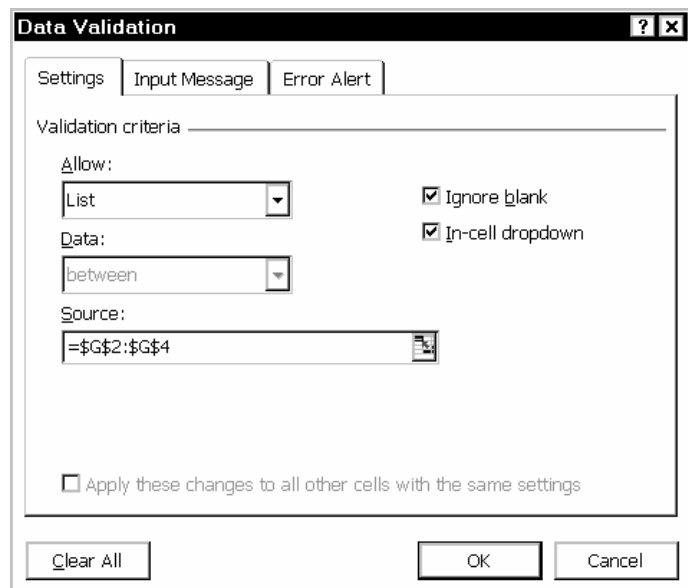 Data Validation
Settings
Input Message
Error Alert
Validation criteria
Allow:
List
Ignore blank
Data:
In-cell dropdown
between
Source:
=$G$2:$G$4
Apply these changes to all other cells with the same settings
Clear All
OK
Cancel